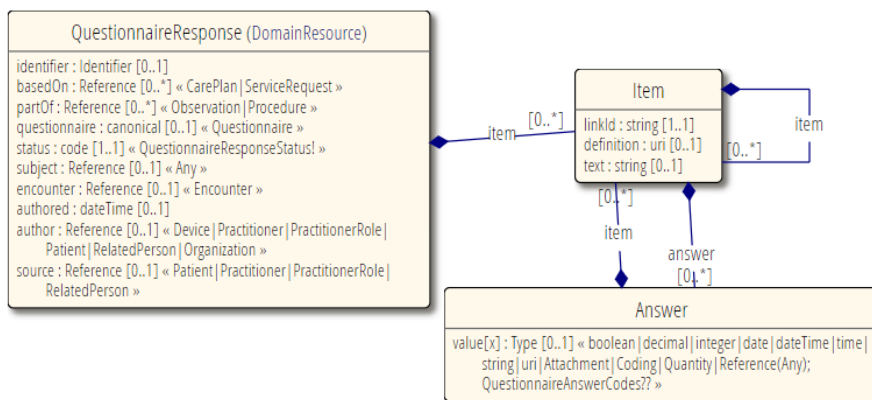 QuestionnaireResponse (DomainResource)
identifier : Identifier [0..1]
basedOn : Reference [0..*] « CarePlan|ServiceRequest »
partOf : Reference [0..*] « Observation|Procedure »
questionnaire : canonical [0..1] « Questionnaire »
status : code [1..1] « QuestionnaireResponseStatus! »
subject : Reference [0..1] « Any »
encounter : Reference [0..1] « Encounter »
authored : dateTime [0..1]
author : Reference [0..1] « Device|Practitioner|PractitionerRole|
Patient|RelatedPerson|Organization »
source : Reference [0..1] « Patient|Practitioner|PractitionerRole|
RelatedPerson »
item
[0..*]
Item
linkId : string [1..1]
definition : uri [0..1]
text : string [0..1]
item
[0..*]
[0..*]
item
answer
[0..*]
Answer
value[x] : Type [0..1] « boolean|decimal|integer|date|dateTime|time|
string|uri|Attachment|Coding|Quantity|Reference(Any);
QuestionnaireAnswerCodes?? »